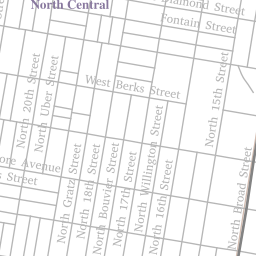 Diamond Street
North Central
Fontain Street
West Berks Street
North 20th Street
North Uber Street
North 15th Street
ore Avenue
s Street
North Gratz Street
North 18th Street
North Bouvier Street
North 17th Street
North Willington Street
North 16th Street
North Broad Street